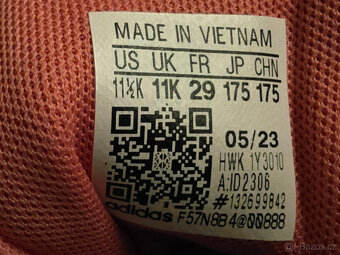 MADE IN VIETNAM
US UK FR JP CHN
11½K 11K 29 175 175
05/23
HWK 1Y3010
A:ID2306
#132699842
adidas F57N8B4@00888